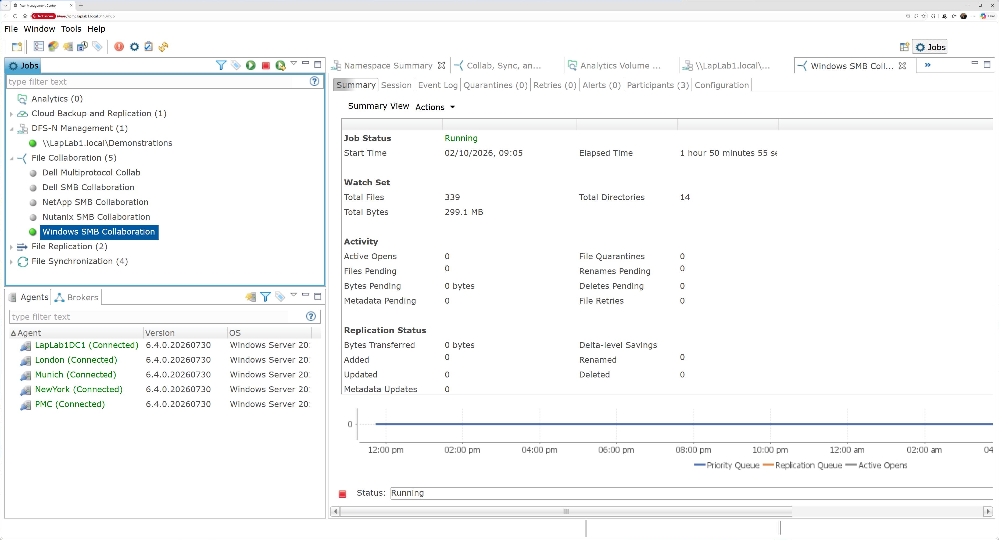 Peer Management Center
Not secure https://pmc.laplab1.local:8443/hub
Chat
File Window Tools Help
Jobs
Jobs
type filter text
Analytics (0)
Cloud Backup and Replication (1)
DFS-N Management (1)
\\LapLab1.local\Demonstrations
File Collaboration (5)
Dell Multiprotocol Collab
Dell SMB Collaboration
NetApp SMB Collaboration
Nutanix SMB Collaboration
Windows SMB Collaboration
File Replication (2)
File Synchronization (4)
Agents Brokers
type filter text
Agent Version OS
LapLab1DC1 (Connected) 6.4.0.20260730 Windows Server 20
London (Connected) 6.4.0.20260730 Windows Server 20
Munich (Connected) 6.4.0.20260730 Windows Server 20
NewYork (Connected) 6.4.0.20260730 Windows Server 20
PMC (Connected) 6.4.0.20260730 Windows Server 20
Namespace Summary Collab, Sync, an... Analytics Volume ... \\LapLab1.local\... Windows SMB Coll... »
Summary Session Event Log Quarantines (0) Retries (0) Alerts (0) Participants (3) Configuration
Summary View Actions
Job Status Running
Start Time 02/10/2026, 09:05 Elapsed Time 1 hour 50 minutes 55 se
Watch Set
Total Files 339 Total Directories 14
Total Bytes 299.1 MB
Activity
Active Opens 0 File Quarantines 0
Files Pending 0 Renames Pending 0
Bytes Pending 0 bytes Deletes Pending 0
Metadata Pending 0 File Retries 0
Replication Status
Bytes Transferred 0 bytes Delta-level Savings
Added 0 Renamed 0
Updated 0 Deleted 0
Metadata Updates 0
0
12:00 pm 02:00 pm 04:00 pm 06:00 pm 08:00 pm 10:00 pm 12:00 am 02:00 am 04
Priority Queue Replication Queue Active Opens
Status: Running